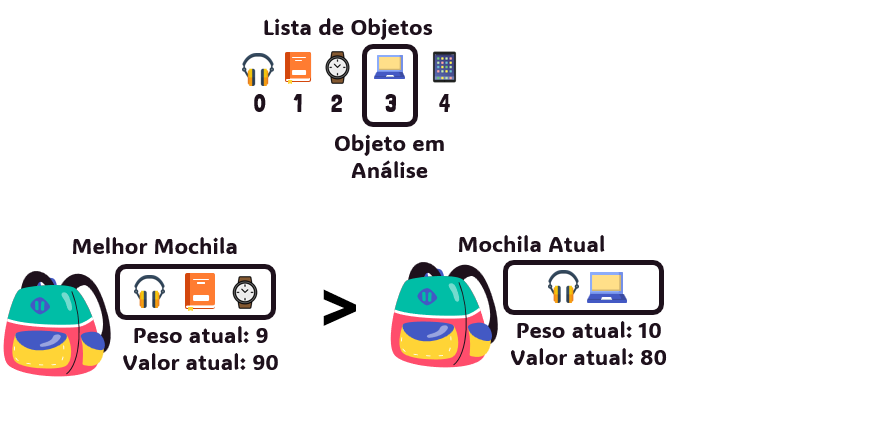 Lista de Objetos
0 1 2 3 4
Objeto em
Análise
Melhor Mochila
Peso atual: 9
Valor atual: 90
>
Mochila Atual
Peso atual: 10
Valor atual: 80